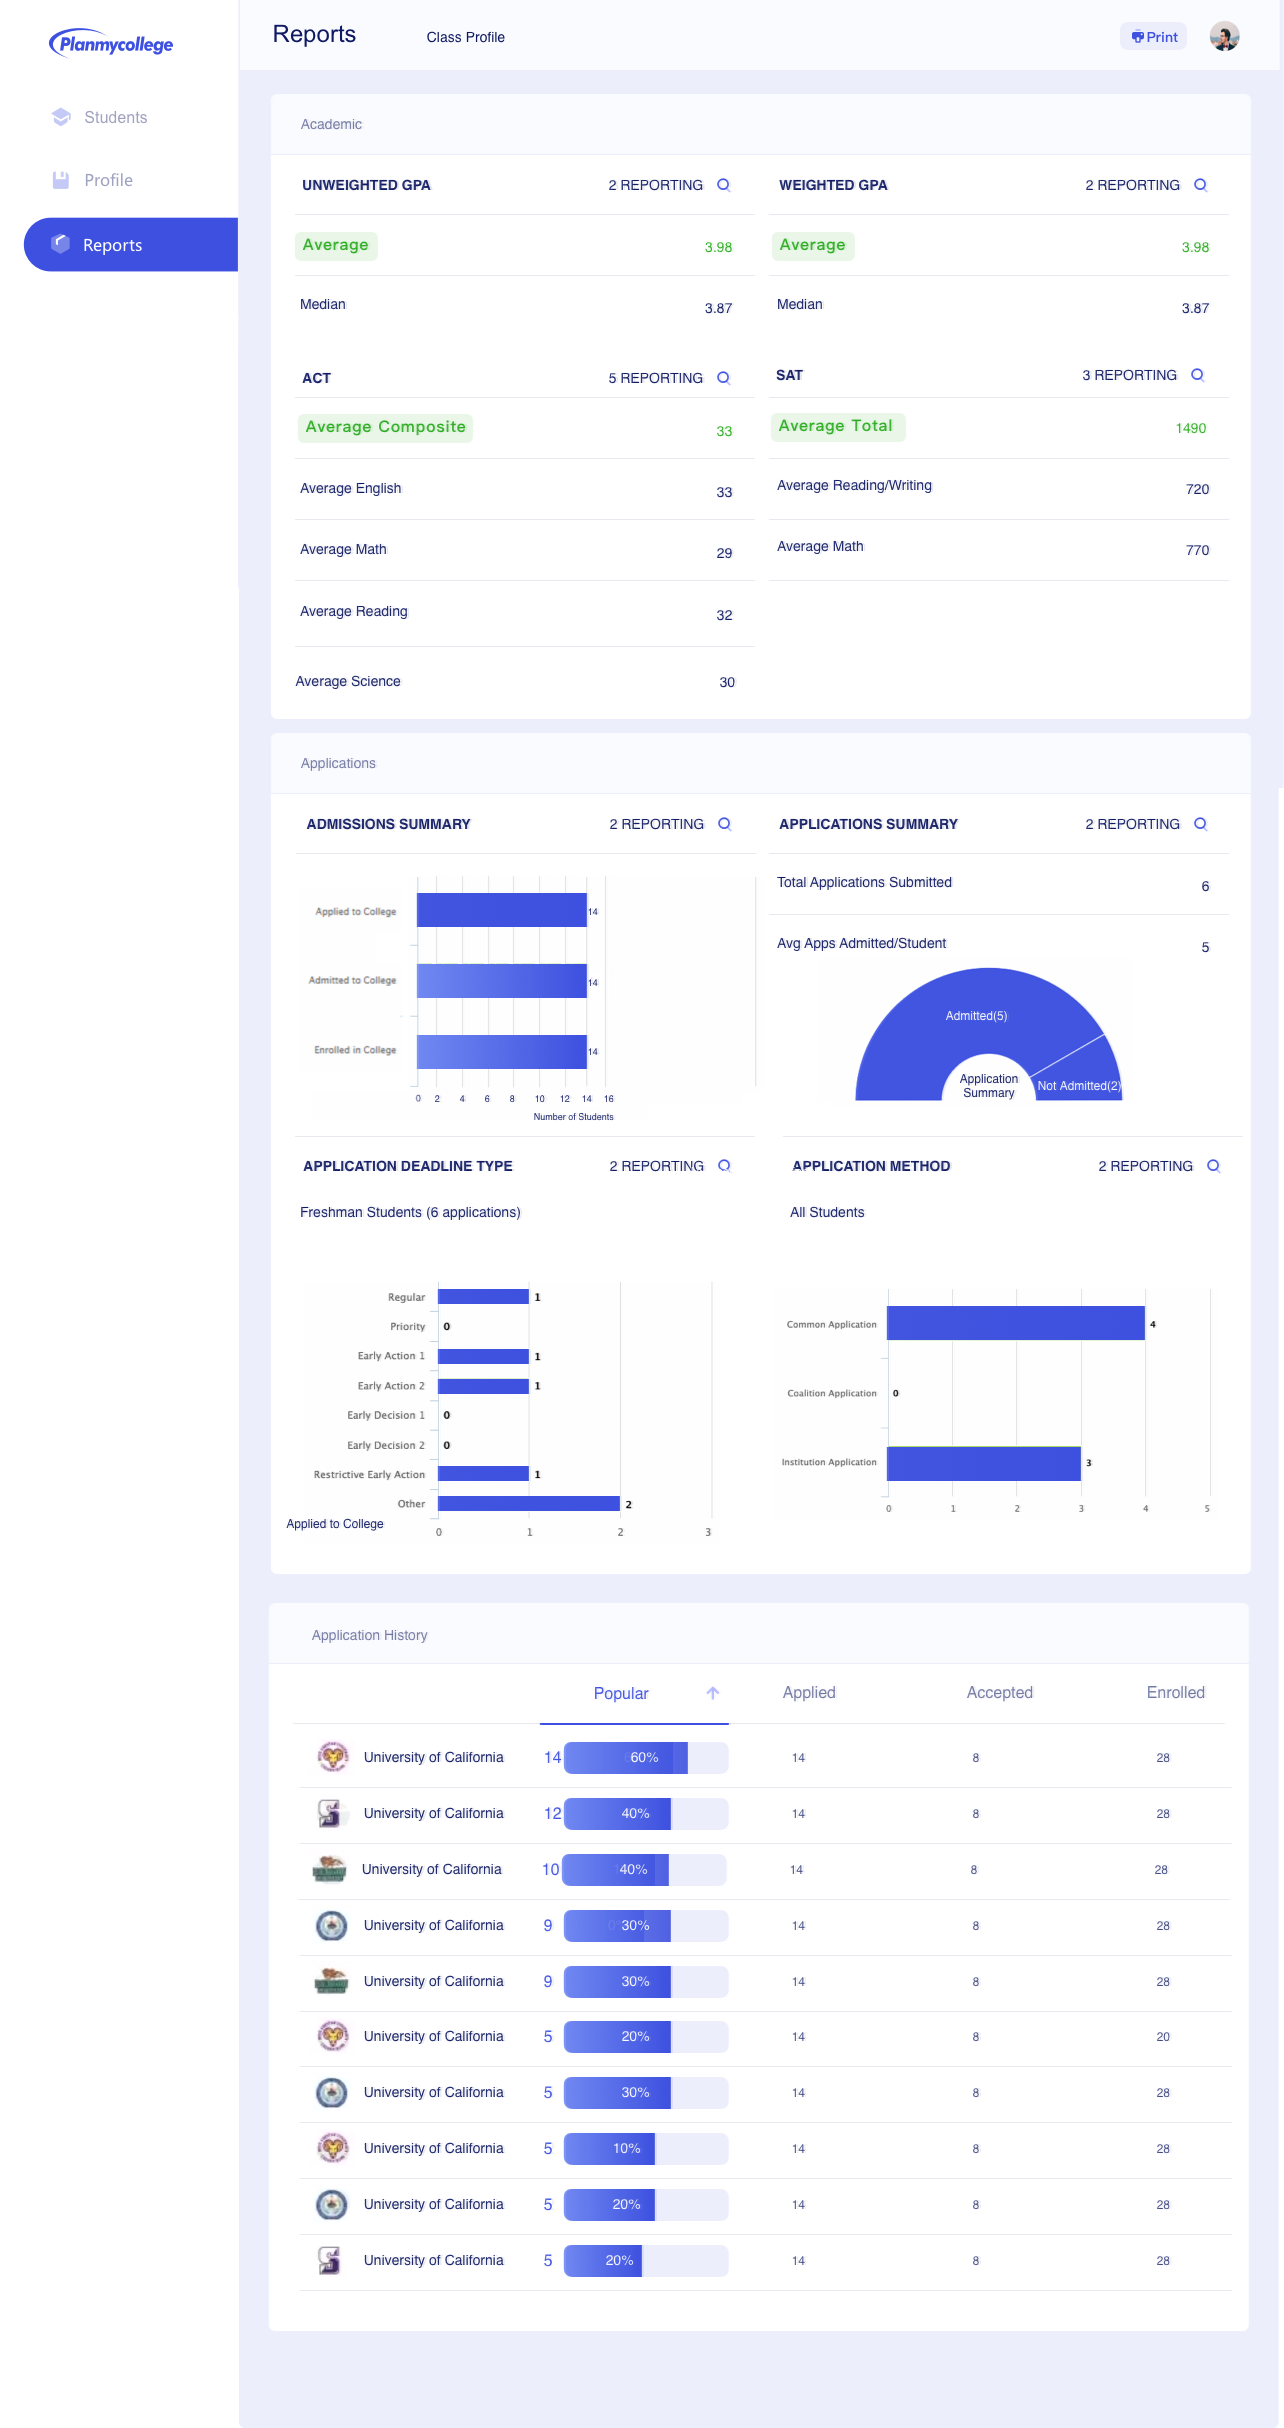 Planmycollege
Reports
Class Profile
Print
Students
Profile
Reports
Academic
UNWEIGHTED GPA 2 REPORTING
Average 3.98
Median 3.87
WEIGHTED GPA 2 REPORTING
Average 3.98
Median 3.87
ACT 5 REPORTING
Average Composite 33
Average English 33
Average Math 29
Average Reading 32
Average Science 30
SAT 3 REPORTING
Average Total 1490
Average Reading/Writing 720
Average Math 770
Applications
ADMISSIONS SUMMARY 2 REPORTING
Applied to College 14
Admitted to College 14
Enrolled in College 14
0 2 4 6 8 10 12 14 16
Number of Students
APPLICATIONS SUMMARY 2 REPORTING
Total Applications Submitted 6
Avg Apps Admitted/Student 5
Admitted(5)
Application
Summary
Not Admitted(2)
APPLICATION DEADLINE TYPE 2 REPORTING
Freshman Students (6 applications)
Regular 1
Priority 0
Early Action 1 1
Early Action 2 1
Early Decision 1 0
Early Decision 2 0
Restrictive Early Action 1
Other 2
Applied to College
0 1 2 3
APPLICATION METHOD 2 REPORTING
All Students
Common Application 4
Coalition Application 0
Institution Application 3
0 1 2 3 4 5
Application History
Popular Applied Accepted Enrolled
University of California 14 60% 14 8 28
University of California 12 40% 14 8 28
University of California 10 40% 14 8 28
University of California 9 30% 14 8 28
University of California 9 30% 14 8 28
University of California 5 20% 14 8 20
University of California 5 30% 14 8 28
University of California 5 10% 14 8 28
University of California 5 20% 14 8 28
University of California 5 20% 14 8 28